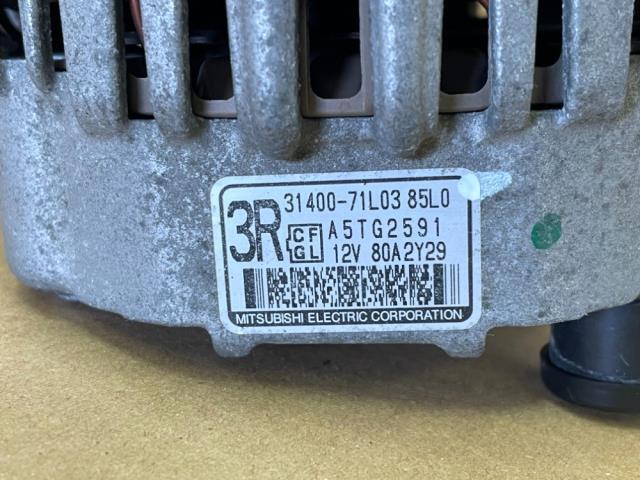 3R 31400-71L03 85L0
CF GL A5TG2591
12V 80A2Y29
MITSUBISHI ELECTRIC CORPORATION